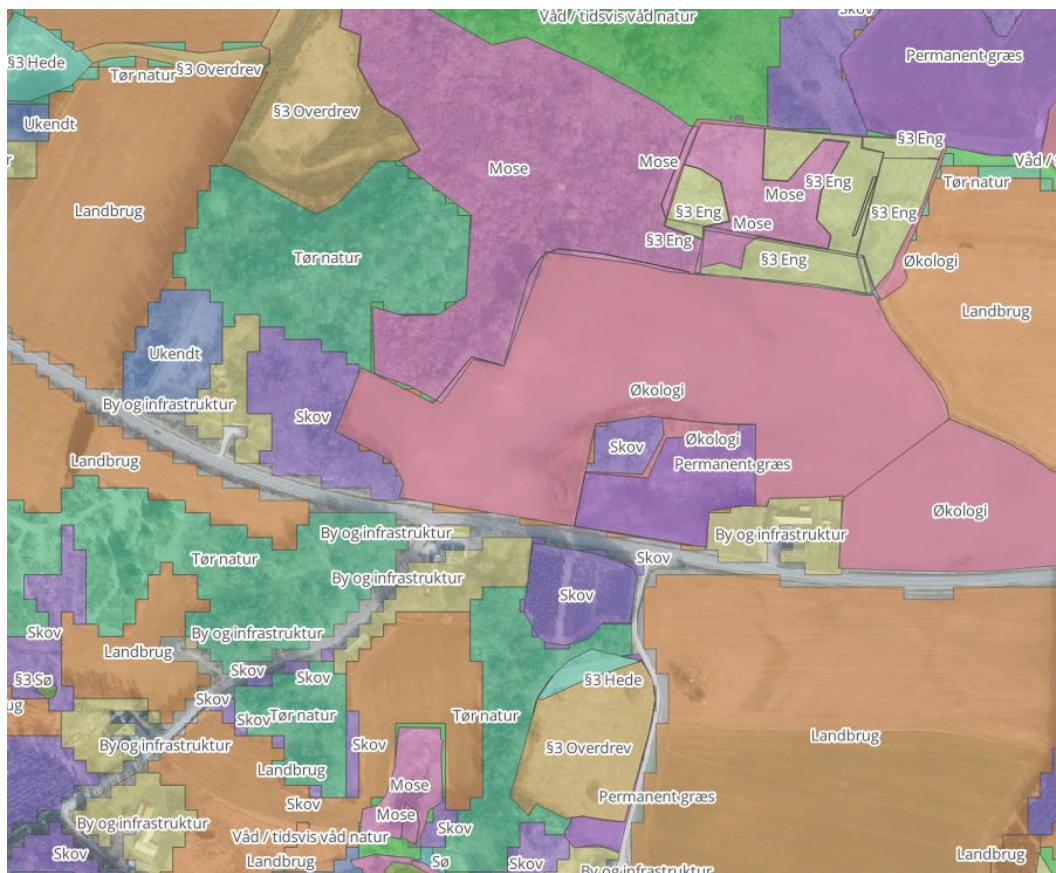 Våd / tidsvis våd natur
Skov
Permanent græs
§3 Hede
§3 Overdrev
Tør natur
§3 Overdrev
Ukendt
Mose
Mose
§3 Eng
Våd /
Tør natur
§3 Eng
Mose
§3 Eng
Mose
§3 Eng
Landbrug
§3 Eng
§3 Eng
Økologi
Tør natur
Landbrug
Ukendt
Økologi
By og infrastruktur
Skov
Økologi
Skov
Permanent græs
Landbrug
Økologi
By og infrastruktur
By og infrastruktur
Tør natur
Skov
By og infrastruktur
Skov
Skov
By og infrastruktur
Landbrug
Skov
Skov
§3 Sø
§3 Hede
Skov
ug
Skov
Tør natur
Tør natur
By og infrastruktur
Skov
§3 Overdrev
Landbrug
Landbrug
Mose
Permanent græs
Skov
Mose
By og infrastruktur
Skov
Våd / tidsvis våd natur
Skov
Landbrug
Sø
Skov
Landbrug
By og infrastruktur